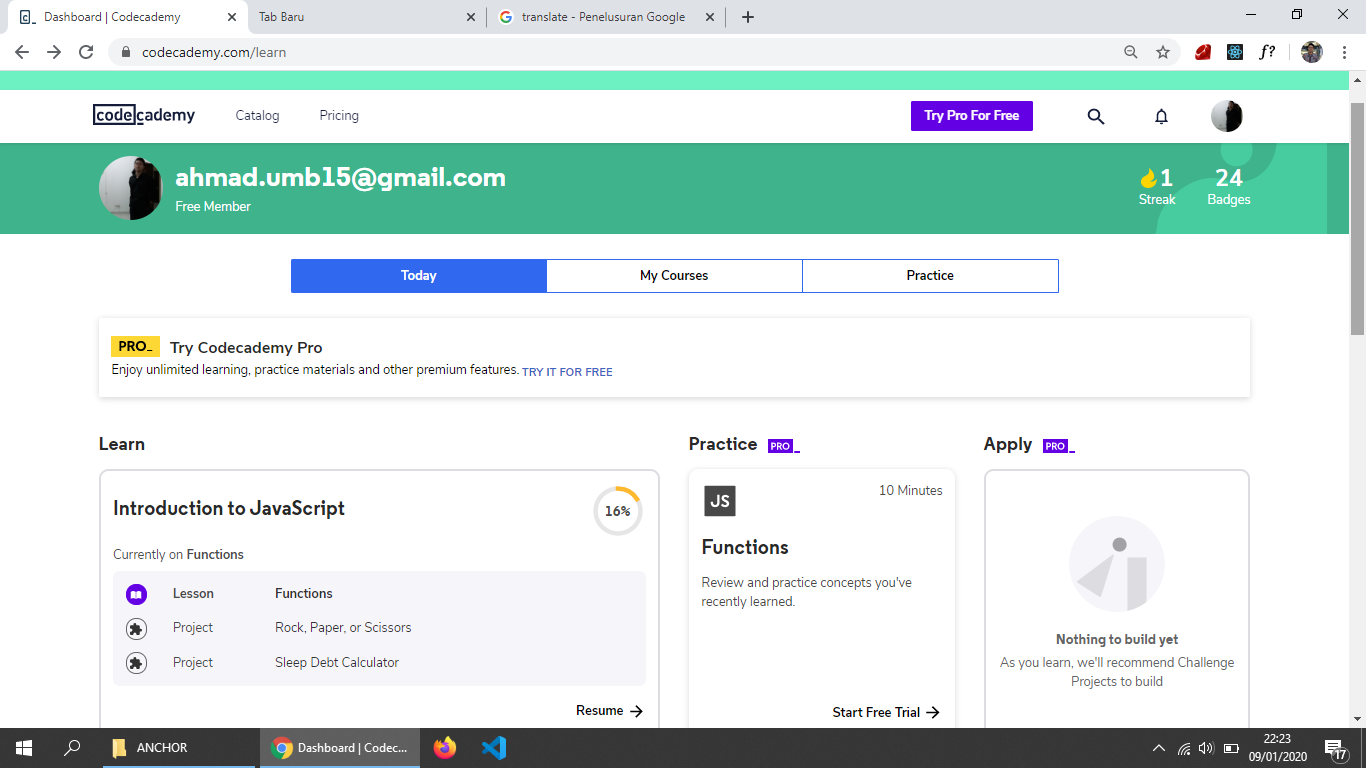 Dashboard | Codecademy
Tab Baru
translate - Penelusuran Google
codecademy.com/learn
f?
codecademy
Catalog
Pricing
Try Pro For Free
ahmad.umb15@gmail.com
Free Member
1
Streak
24
Badges
Today
My Courses
Practice
PRO_
Try Codecademy Pro
Enjoy unlimited learning, practice materials and other premium features. TRY IT FOR FREE
Learn
Introduction to JavaScript
16%
Currently on Functions
Lesson Functions
Project Rock, Paper, or Scissors
Project Sleep Debt Calculator
Resume
Practice PRO_
JS
10 Minutes
Functions
Review and practice concepts you've
recently learned.
Start Free Trial
Apply PRO_
Nothing to build yet
As you learn, we'll recommend Challenge
Projects to build
ANCHOR
Dashboard | Codec...
22:23
09/01/2020
17